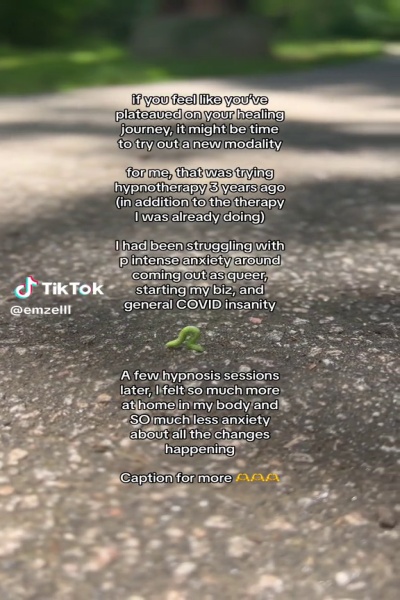 if you feel like you've
plateaued on your healing
journey, it might be time
to try out a new modality
for me, that was trying
hypnotherapy 3 years ago
(in addition to the therapy
I was already doing)
I had been struggling with
p intense anxiety around
coming out as queer,
starting my biz, and
general COVID insanity
TikTok
@emzelll
A few hypnosis sessions
later, I felt so much more
at home in my body and
SO much less anxiety
about all the changes
happening
Caption for more 🫶🫶🫶